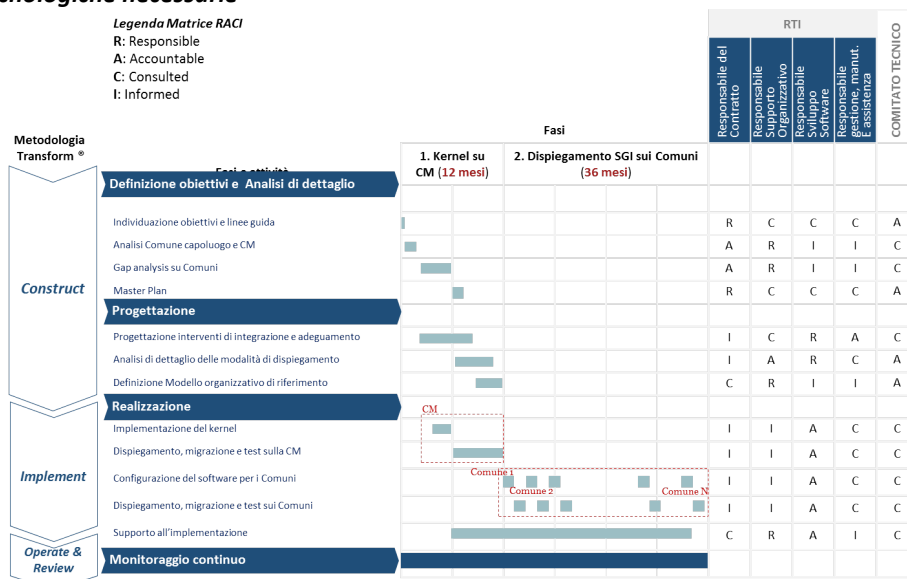 cnologiche necessarie
Legenda Matrice RACI
R: Responsible
A: Accountable
C: Consulted
I: Informed
RTI
Responsabile del
Contratto
Responsabile
Supporto
Organizzativo
Responsabile
Sviluppo
Software
Responsabile
gestione, manut.
E assistenza
COMITATO TECNICO
Fasi
Metodologia
Transform ®
Fasi e attività
1. Kernel su
CM (12 mesi)
2. Dispiegamento SGI sui Comuni
(36 mesi)
Definizione obiettivi e Analisi di dettaglio
Individuazione obiettivi e linee guida R C C C A
Analisi Comune capoluogo e CM A R I I C
Gap analysis su Comuni A R I I C
Construct
Master Plan R C C C A
Progettazione
Progettazione interventi di integrazione e adeguamento I C R A C
Analisi di dettaglio delle modalità di dispiegamento I A R C A
Definizione Modello organizzativo di riferimento C R I I A
Realizzazione
CM
Implementazione del kernel I I A C C
Dispiegamento, migrazione e test sulla CM I I A C C
Implement
Comune 1
Configurazione del software per i Comuni I I A C C
Comune 2
Comune N
Dispiegamento, migrazione e test sui Comuni I I A C C
Supporto all'implementazione C R A I C
Operate &
Review
Monitoraggio continuo